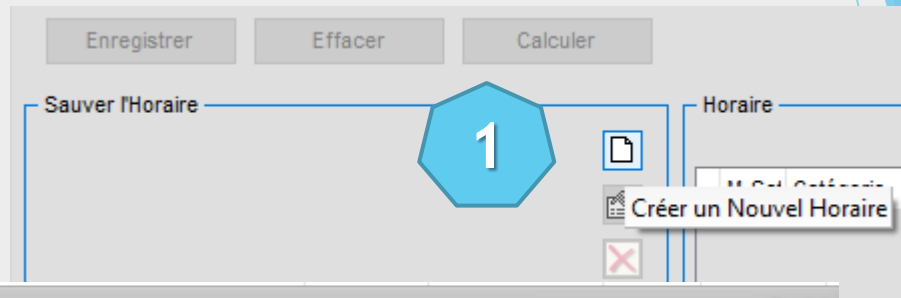 Enregistrer Effacer Calculer
Sauver l'Horaire Horaire
1
Créer un Nouvel Horaire